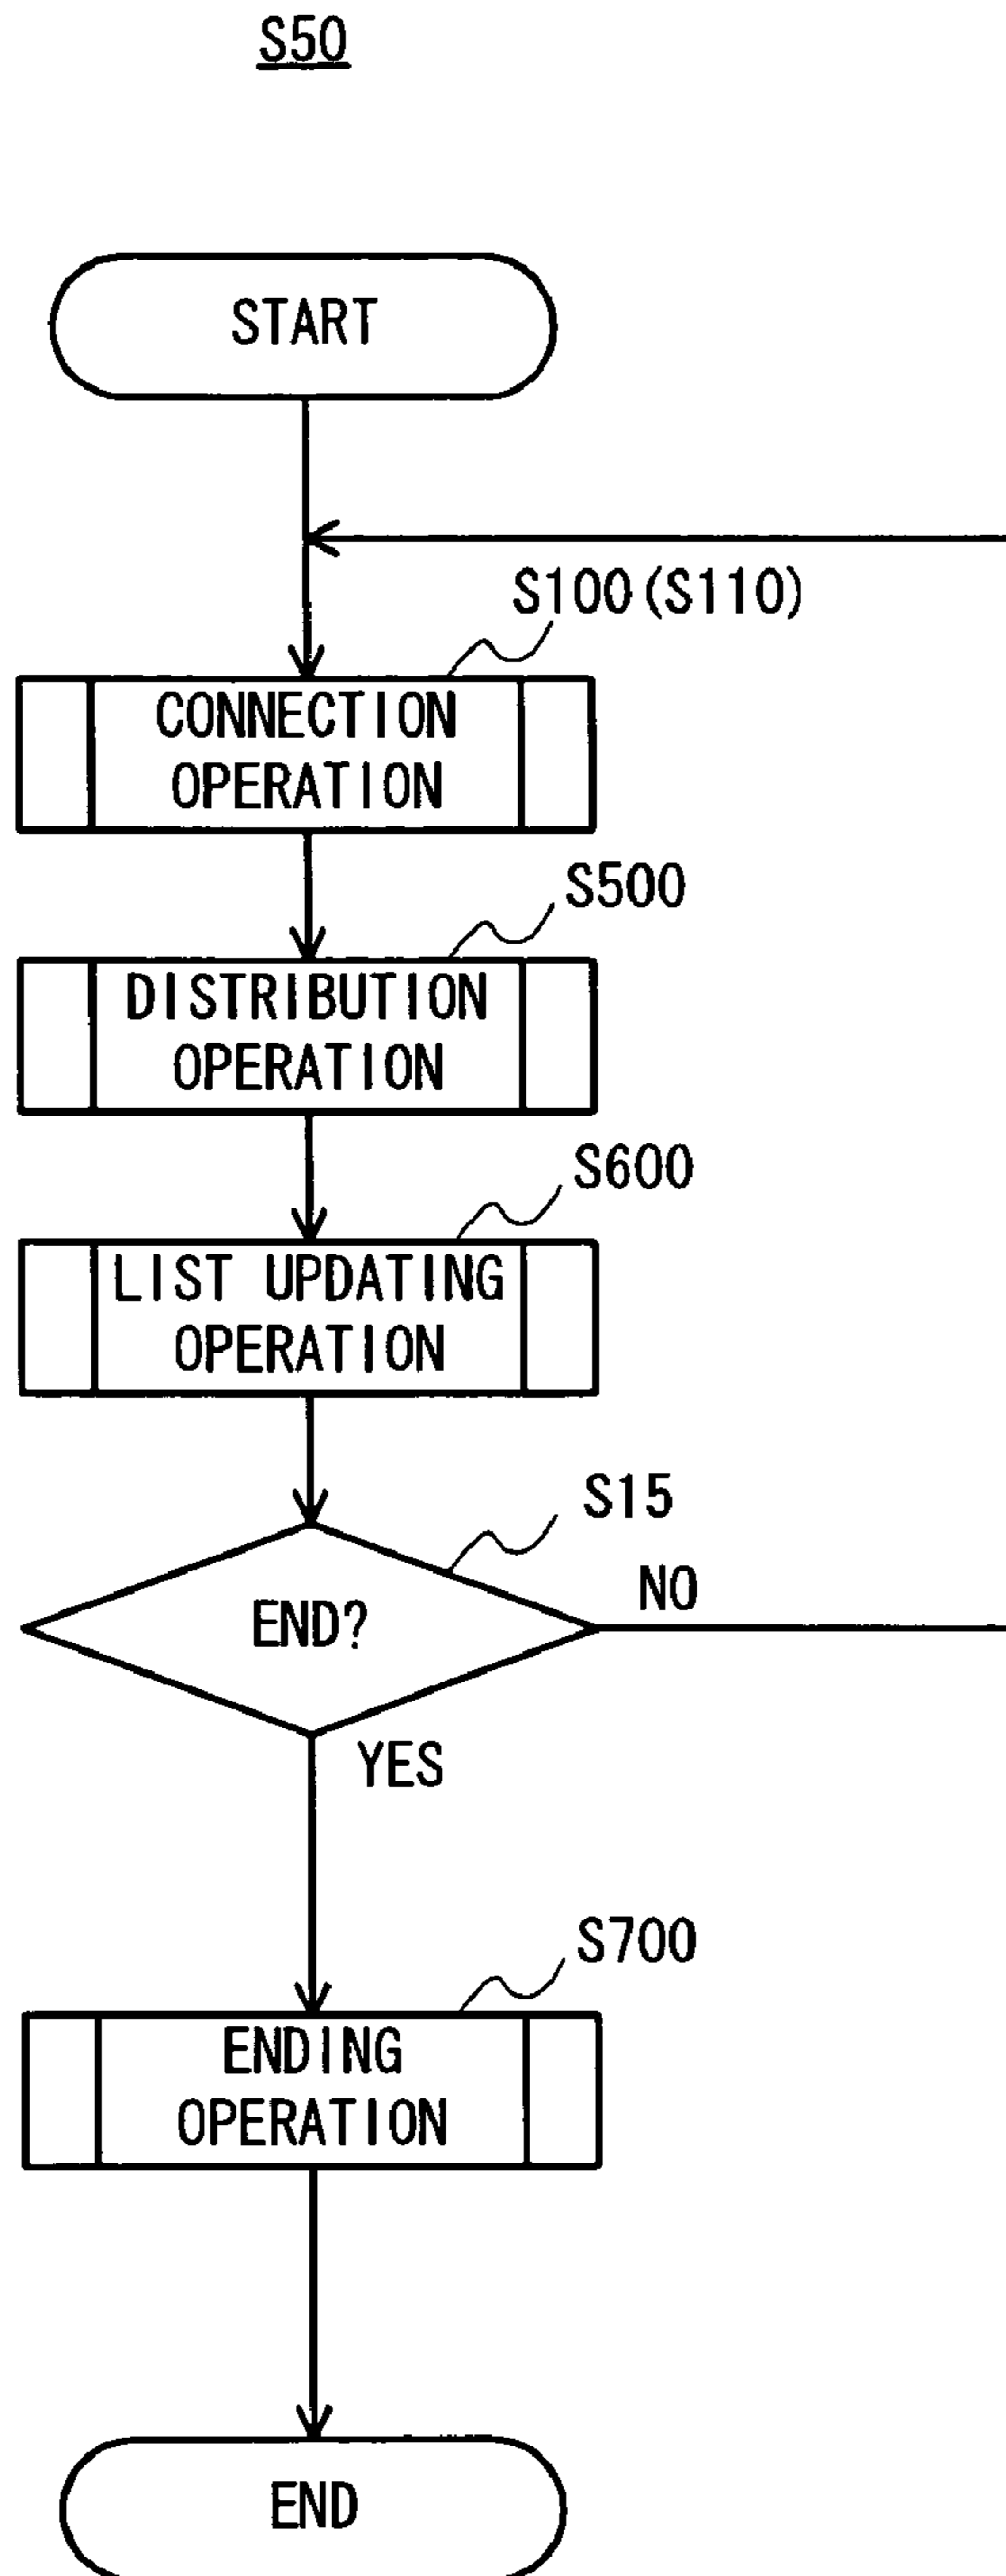 S50
START
S100(S110)
CONNECTION
OPERATION
S500
DISTRIBUTION
OPERATION
S600
LIST UPDATING
OPERATION
S15
END?
NO
YES
S700
ENDING
OPERATION
END